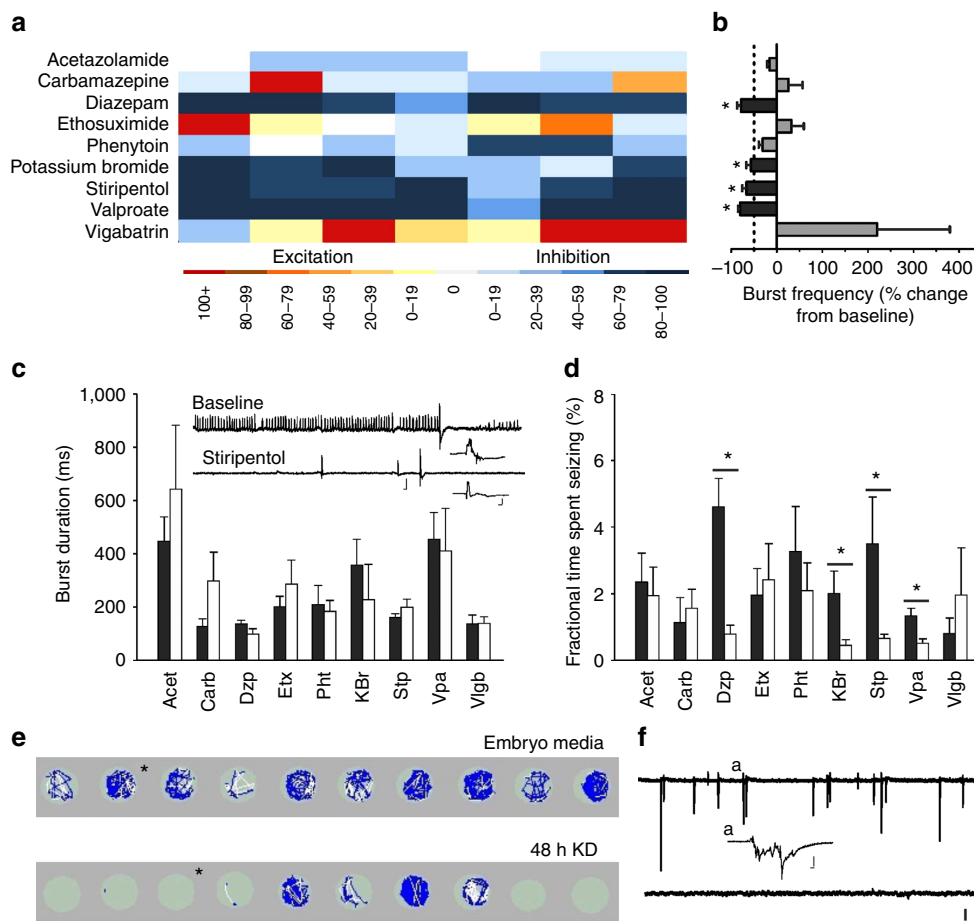 a
Acetazolamide
Carbamazepine
Diazepam
Ethosuximide
Phenytoin
Potassium bromide
Stiripentol
Valproate
Vigabatrin
Excitation Inhibition
100+ 80–99 60–79 40–59 20–39 0–19 0 0–19 20–39 40–59 60–79 80–100
b
*
*
*
*
−100 0 100 200 300 400
Burst frequency (% change
from baseline)
c
Burst duration (ms)
1,000
800
600
400
200
0
Baseline
Stiripentol
Acet Carb Dzp Etx Pht KBr Stp Vpa Vlgb
d
Fractional time spent seizing (%)
8
6
4
2
0
*
*
*
*
Acet Carb Dzp Etx Pht KBr Stp Vpa Vlgb
e
Embryo media
*
48 h KD
*
f
a
a